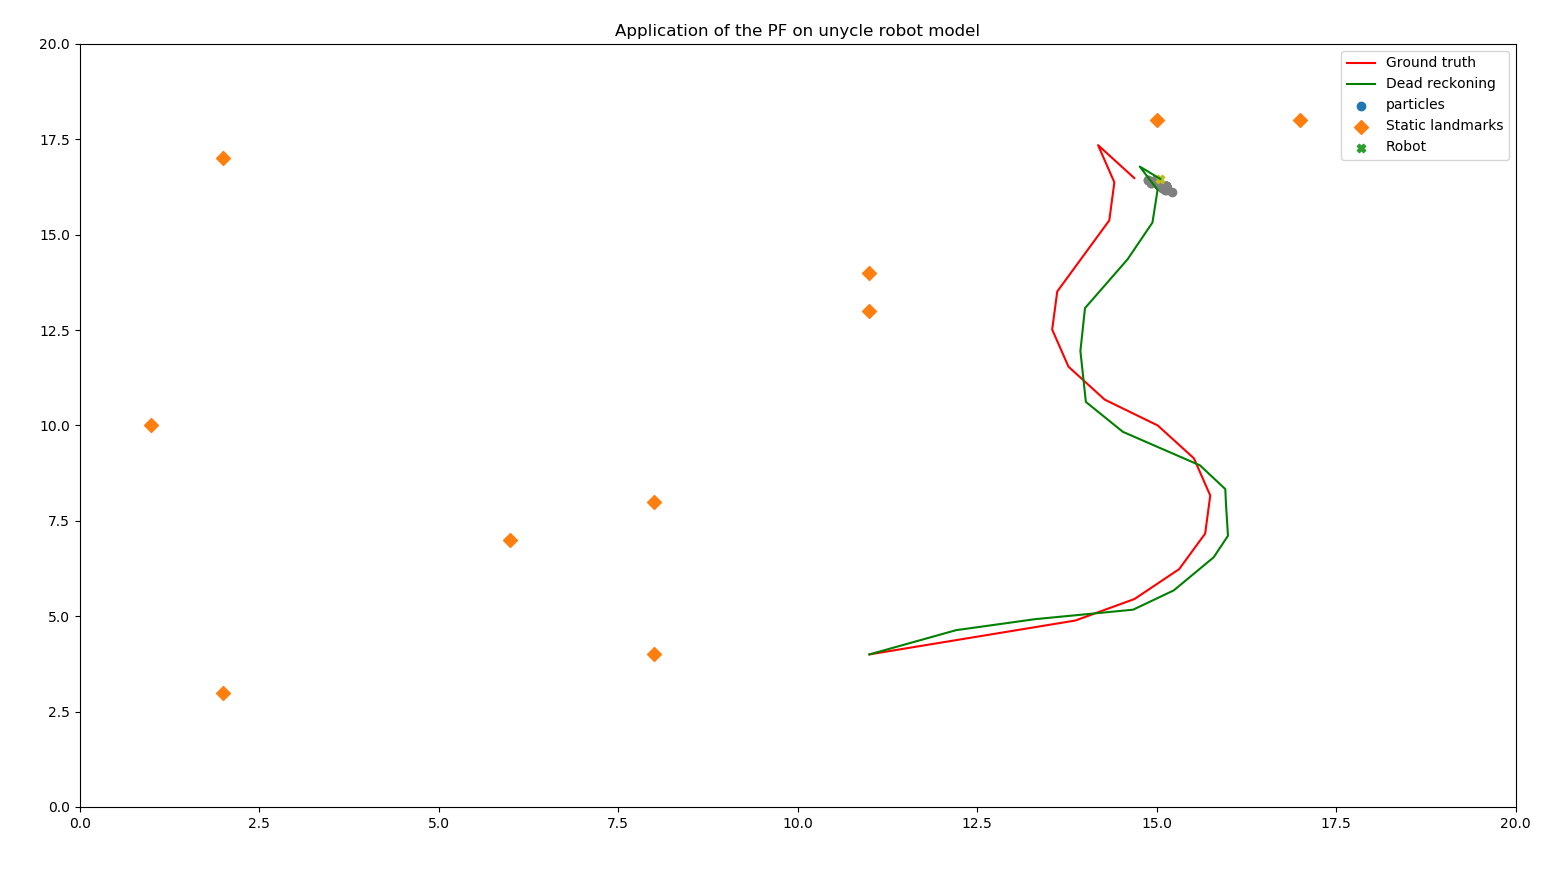 Application of the PF on unycle robot model
20.0
17.5
15.0
12.5
10.0
7.5
5.0
2.5
0.0
Ground truth
Dead reckoning
particles
Static landmarks
Robot
0.0 2.5 5.0 7.5 10.0 12.5 15.0 17.5 20.0